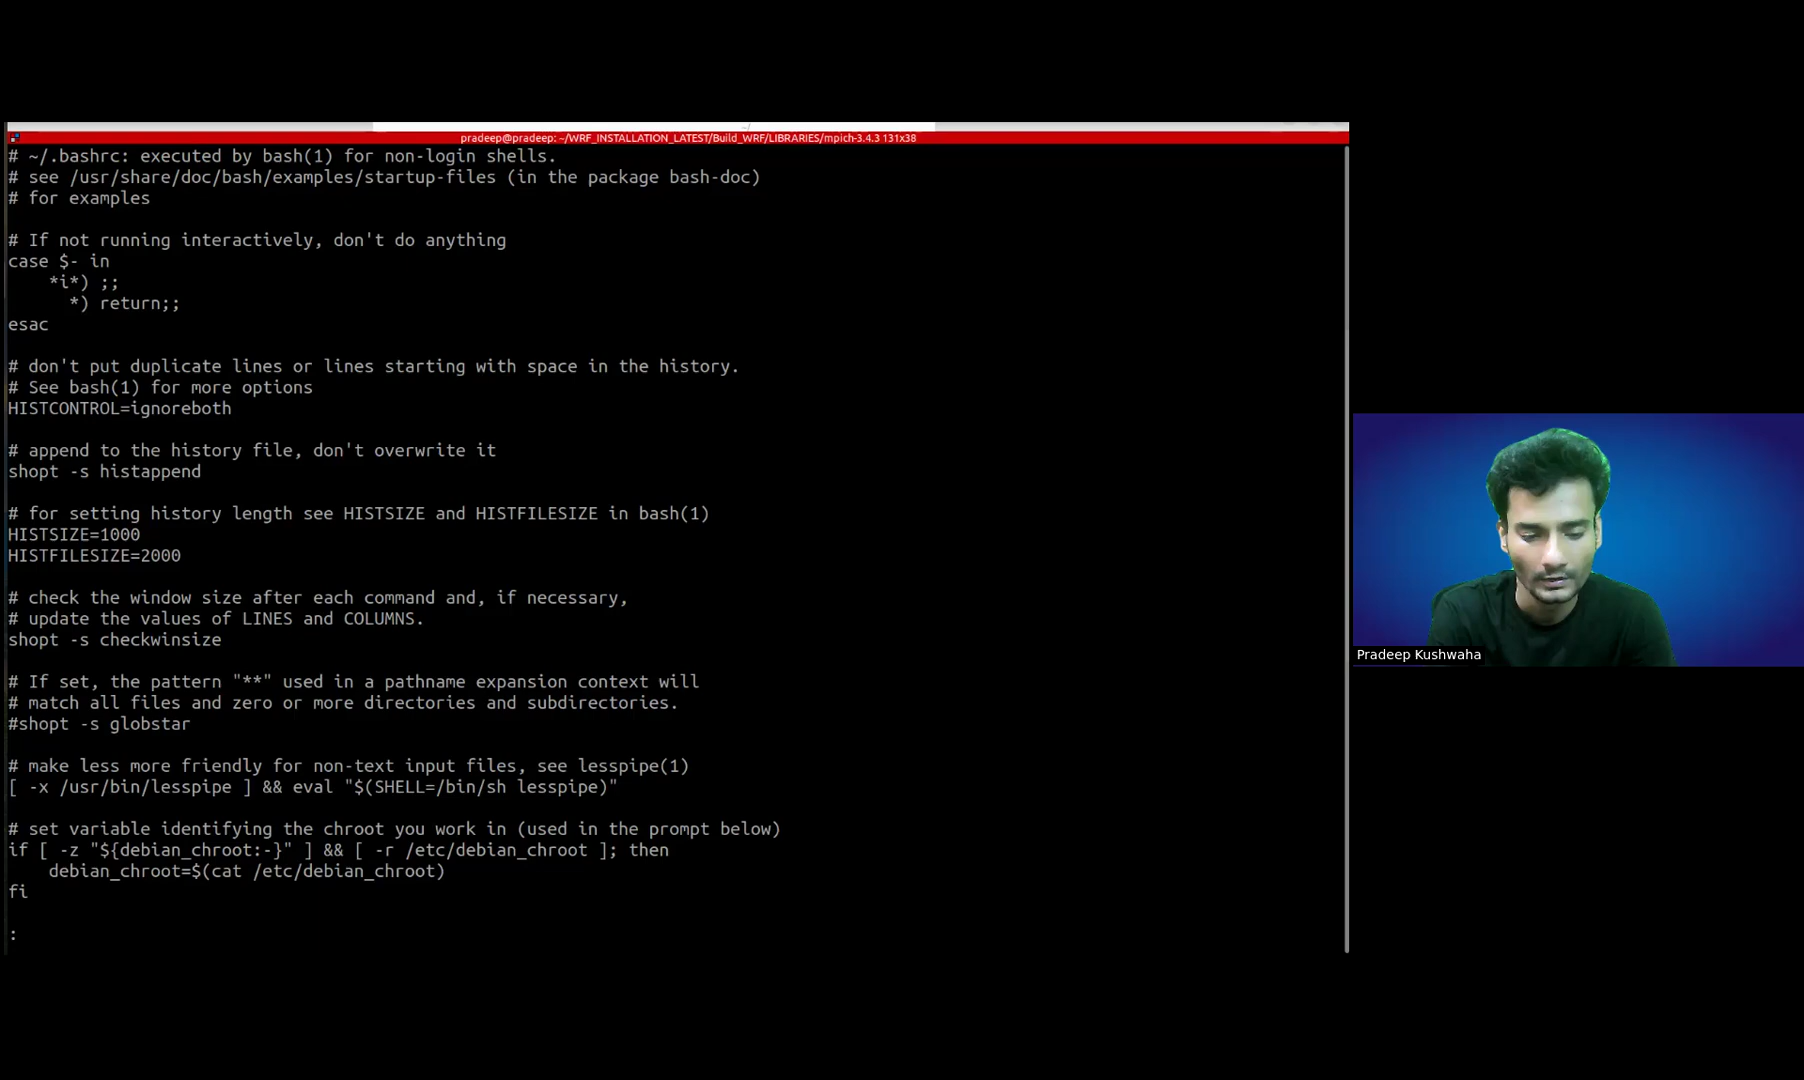 pradeep@pradeep: ~/WRF_INSTALLATION_LATEST/Build_WRF/LIBRARIES/mpich-3.4.3 131x38
# ~/.bashrc: executed by bash(1) for non-login shells.
# see /usr/share/doc/bash/examples/startup-files (in the package bash-doc)
# for examples
# If not running interactively, don't do anything
case $- in
    *i*) ;;
      *) return;;
esac
# don't put duplicate lines or lines starting with space in the history.
# See bash(1) for more options
HISTCONTROL=ignoreboth
# append to the history file, don't overwrite it
shopt -s histappend
# for setting history length see HISTSIZE and HISTFILESIZE in bash(1)
HISTSIZE=1000
HISTFILESIZE=2000
# check the window size after each command and, if necessary,
# update the values of LINES and COLUMNS.
shopt -s checkwinsize
# If set, the pattern "**" used in a pathname expansion context will
# match all files and zero or more directories and subdirectories.
#shopt -s globstar
# make less more friendly for non-text input files, see lesspipe(1)
[ -x /usr/bin/lesspipe ] && eval "$(SHELL=/bin/sh lesspipe)"
# set variable identifying the chroot you work in (used in the prompt below)
if [ -z "${debian_chroot:-}" ] && [ -r /etc/debian_chroot ]; then
    debian_chroot=$(cat /etc/debian_chroot)
fi
:
Pradeep Kushwaha